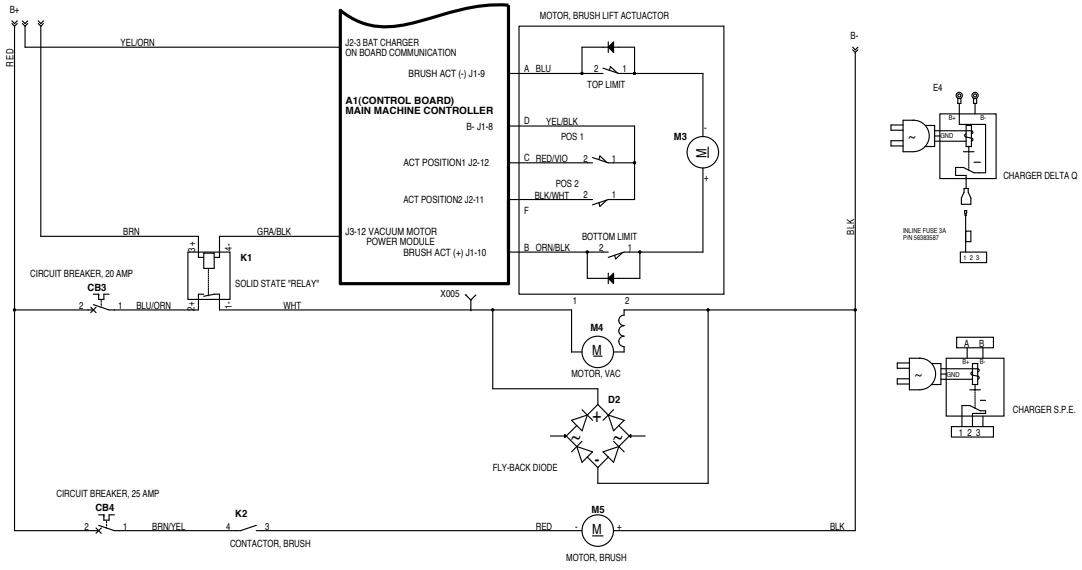 B+
RED
YEL/ORN
J2-3 BAT CHARGER
ON BOARD COMMUNICATION
BRUSH ACT (-) J1-9
A1(CONTROL BOARD)
MAIN MACHINE CONTROLLER
B- J1-8
ACT POSITION1 J2-12
ACT POSITION2 J2-11
J3-12 VACUUM MOTOR
POWER MODULE
BRUSH ACT (+) J1-10
MOTOR, BRUSH LIFT ACTUACTOR
A BLU
2 1
TOP LIMIT
D YEL/BLK
POS 1
C RED/VIO 2 1
POS 2
BLK/WHT 2 1
F
B ORN/BLK
BOTTOM LIMIT
2 1
M3
M
-
+
B-
BLK
BRN
3 +
4 -
GRA/BLK
K1
SOLID STATE "RELAY"
2+
1-
CIRCUIT BREAKER, 20 AMP
CB3
2 1 BLU/ORN
WHT
X005
1 2
M4
M
MOTOR, VAC
D2
+
~ ~
-
FLY-BACK DIODE
CIRCUIT BREAKER, 25 AMP
CB4
2 1 BRN/YEL
K2
4 3
CONTACTOR, BRUSH
RED
-
M5
M
+
MOTOR, BRUSH
BLK
E4
B+ B-
GND
~
CHARGER DELTA Q
INLINE FUSE 3A
P/N 56383587
1 2 3
A B
B+ B-
GND
~
CHARGER S.P.E.
1 2 3